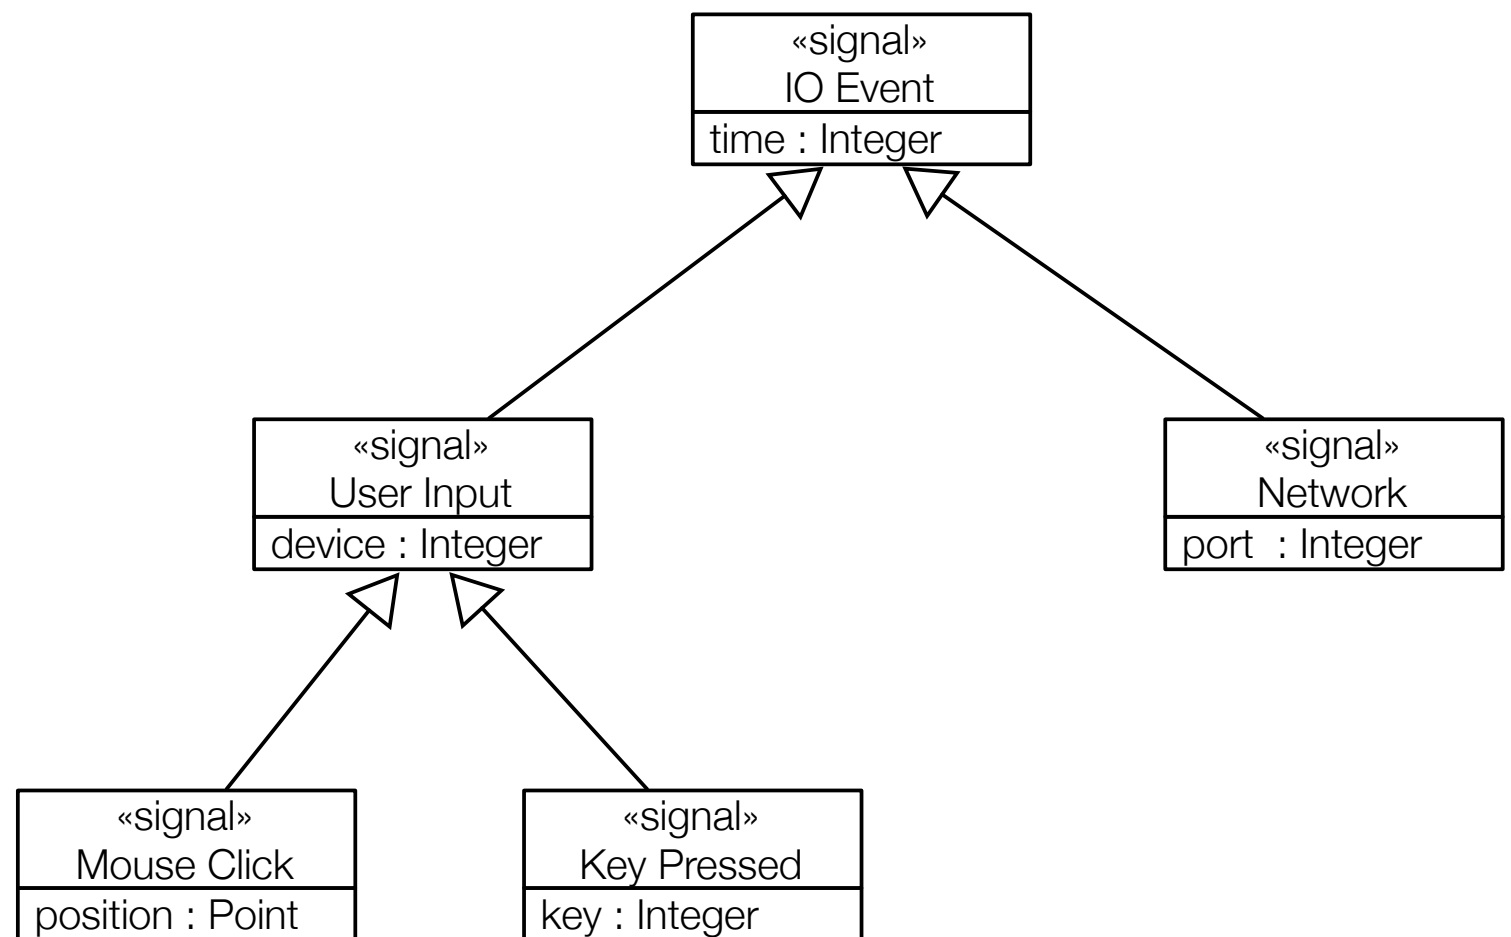 «signal»
IO Event
time : Integer
«signal»
User Input
device : Integer
«signal»
Network
port  : Integer
«signal»
Mouse Click
position : Point
«signal»
Key Pressed
key : Integer